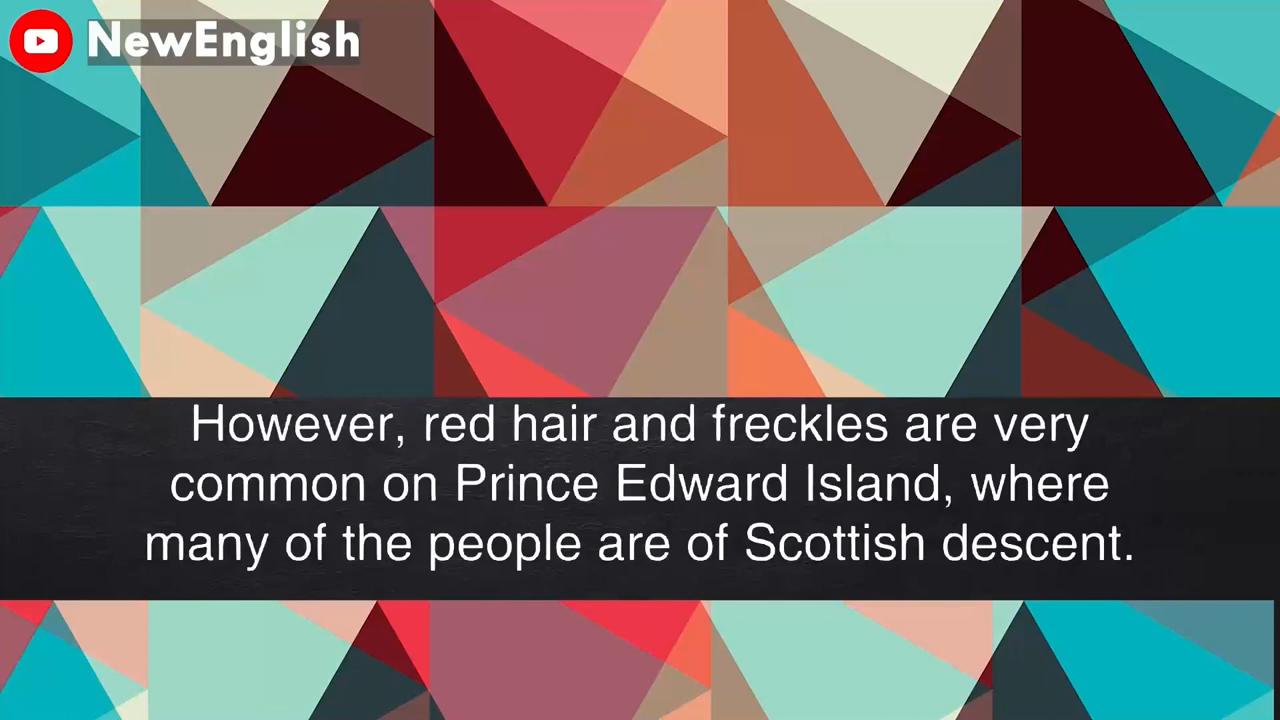 NewEnglish
However, red hair and freckles are very
common on Prince Edward Island, where
many of the people are of Scottish descent.